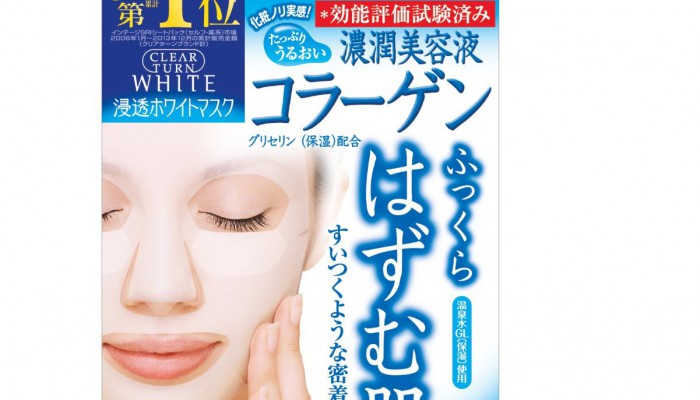 第 累計 1位
インテージSRIシートパック(セルフ・薬系)市場
2006年1月～2013年12月の累計販売金額
(クリアターンブランド計)
CLEAR
TURN
WHITE
浸透ホワイトマスク
化粧ノリ実感!
*効能評価試験済み
たっぷり
うるおい
濃潤美容液
コラーゲン
グリセリン (保湿)配合
ふっくら
はずむ肌
すいつくような密着
温泉水GL(保湿)使用